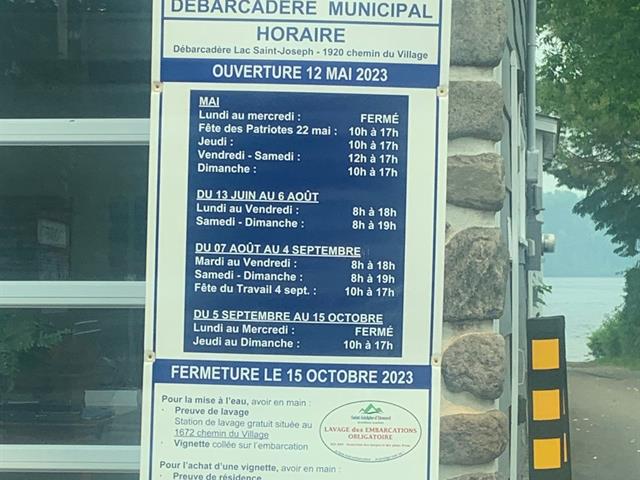 DÉBARCADÈRE MUNICIPAL
HORAIRE
Débarcadère Lac Saint-Joseph - 1920 chemin du Village
OUVERTURE 12 MAI 2023
MAI
Lundi au mercredi : FERMÉ
Fête des Patriotes 22 mai : 10h à 17h
Jeudi : 10h à 17h
Vendredi - Samedi : 12h à 17h
Dimanche : 10h à 17h
DU 13 JUIN AU 6 AOÛT
Lundi au Vendredi : 8h à 18h
Samedi - Dimanche : 8h à 19h
DU 07 AOÛT AU 4 SEPTEMBRE
Mardi au Vendredi : 8h à 18h
Samedi - Dimanche : 8h à 19h
Fête du Travail 4 sept. : 10h à 17h
DU 5 SEPTEMBRE AU 15 OCTOBRE
Lundi au Mercredi : FERMÉ
Jeudi au Dimanche : 10h à 17h
FERMETURE LE 15 OCTOBRE 2023
Pour la mise à l'eau, avoir en main :
· Preuve de lavage
Station de lavage gratuit située au
1672 chemin du Village
· Vignette collée sur l'embarcation
Pour l'achat d'une vignette, avoir en main :
· Preuve de résidence
Saint-Adolphe-d'Howard
LAVAGE des EMBARCATIONS
OBLIGATOIRE